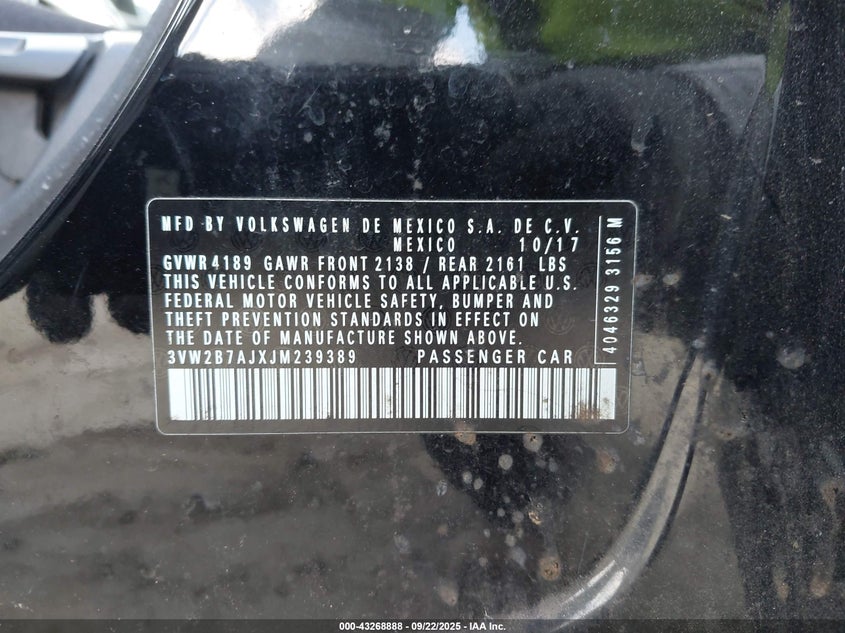 MFD BY VOLKSWAGEN DE MEXICO S.A. DE C.V.
MEXICO 10/17
GVWR 4189 GAWR FRONT 2138 / REAR 2161 LBS
THIS VEHICLE CONFORMS TO ALL APPLICABLE U.S.
FEDERAL MOTOR VEHICLE SAFETY, BUMPER AND
THEFT PREVENTION STANDARDS IN EFFECT ON
THE DATE OF MANUFACTURE SHOWN ABOVE.
3VW2B7AJXJM239389 PASSENGER CAR
4046329 3156 M
000-43268888 - 09/22/2025 - IAA Inc.